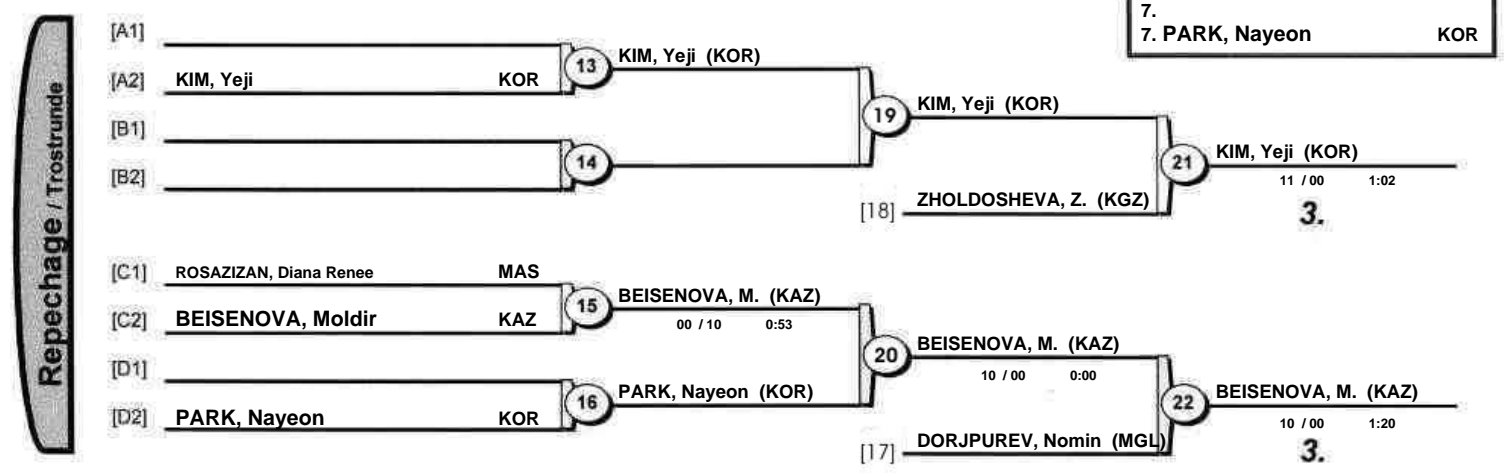 7.
7. PARK, Nayeon KOR
Repechage / Trostrunde
[A1]
[A2] KIM, Yeji KOR
[B1]
[B2]
13 KIM, Yeji (KOR)
14
19 KIM, Yeji (KOR)
[18] ZHOLDOSHEVA, Z. (KGZ)
21 KIM, Yeji (KOR)
11 / 00 1:02
3.
[C1] ROSAZIZAN, Diana Renee MAS
[C2] BEISENOVA, Moldir KAZ
[D1]
[D2] PARK, Nayeon KOR
15 BEISENOVA, M. (KAZ)
00 / 10 0:53
16 PARK, Nayeon (KOR)
20 BEISENOVA, M. (KAZ)
10 / 00 0:00
[17] DORJPUREV, Nomin (MGL)
22 BEISENOVA, M. (KAZ)
10 / 00 1:20
3.